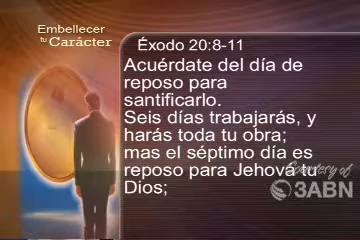 Embellecer
tu Carácter
Éxodo 20:8-11
Acuérdate del día de
reposo para
santificarlo.
Seis días trabajarás, y
harás toda tu obra;
mas el séptimo día es
reposo para Jehová tu
Dios;
Courtesy of
3ABN